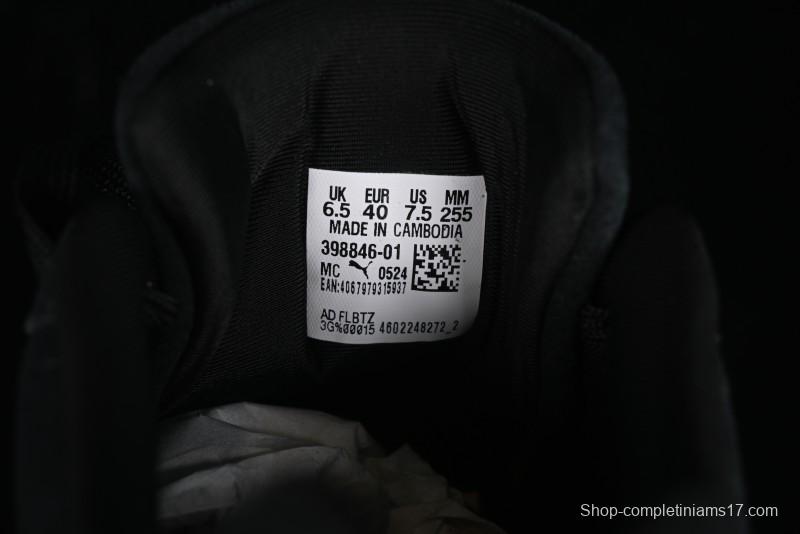 UK EUR US MM
6.5 40 7.5 255
MADE IN CAMBODIA
398846-01
MC 0524
EAN:4067979315937
AD FLBTZ
3G%00015 4602248272_2
Shop-completiniams17.com